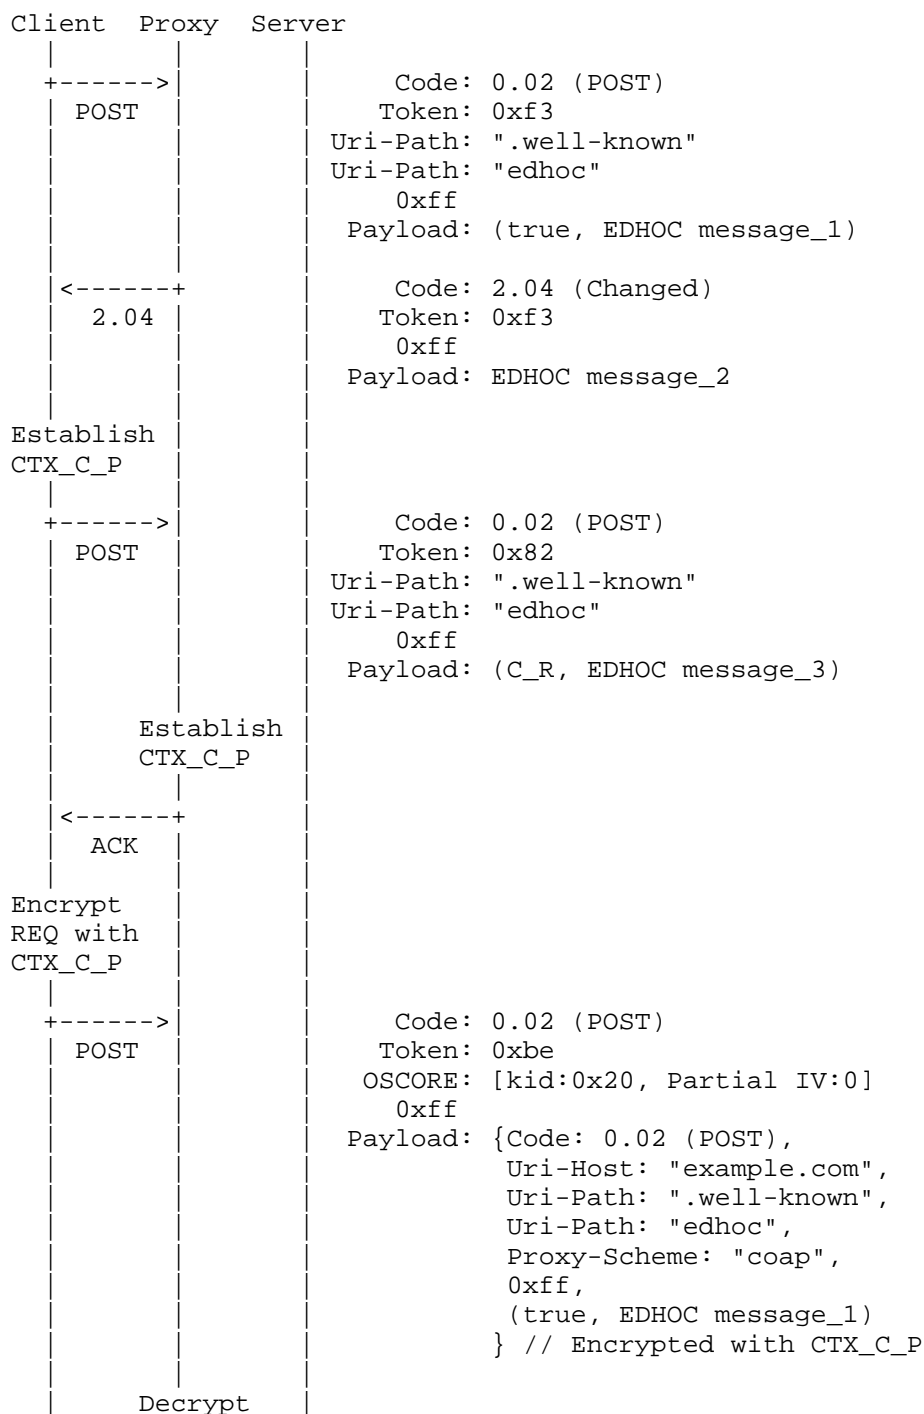 Client  Proxy  Server
  |       |       |
  +------>|       |     Code: 0.02 (POST)
  | POST  |       |    Token: 0xf3
  |       |       | Uri-Path: ".well-known"
  |       |       | Uri-Path: "edhoc"
  |       |       |     0xff
  |       |       |  Payload: (true, EDHOC message_1)
  |       |       |
  |<------+       |     Code: 2.04 (Changed)
  |  2.04 |       |    Token: 0xf3
  |       |       |     0xff
  |       |       |  Payload: EDHOC message_2
  |       |       |
Establish |       |
CTX_C_P   |       |
  |       |       |
  +------>|       |     Code: 0.02 (POST)
  | POST  |       |    Token: 0x82
  |       |       | Uri-Path: ".well-known"
  |       |       | Uri-Path: "edhoc"
  |       |       |     0xff
  |       |       |  Payload: (C_R, EDHOC message_3)
  |       |       |
  |     Establish |
  |     CTX_C_P   |
  |       |       |
  |<------+       |
  |  ACK  |       |
  |       |       |
Encrypt   |       |
REQ with  |       |
CTX_C_P   |       |
  |       |       |
  +------>|       |     Code: 0.02 (POST)
  | POST  |       |    Token: 0xbe
  |       |       |   OSCORE: [kid:0x20, Partial IV:0]
  |       |       |     0xff
  |       |       |  Payload: {Code: 0.02 (POST),
  |       |       |            Uri-Host: "example.com",
  |       |       |            Uri-Path: ".well-known",
  |       |       |            Uri-Path: "edhoc",
  |       |       |            Proxy-Scheme: "coap",
  |       |       |            0xff,
  |       |       |            (true, EDHOC message_1)
  |       |       |           } // Encrypted with CTX_C_P
  |       |       |
  |     Decrypt   |